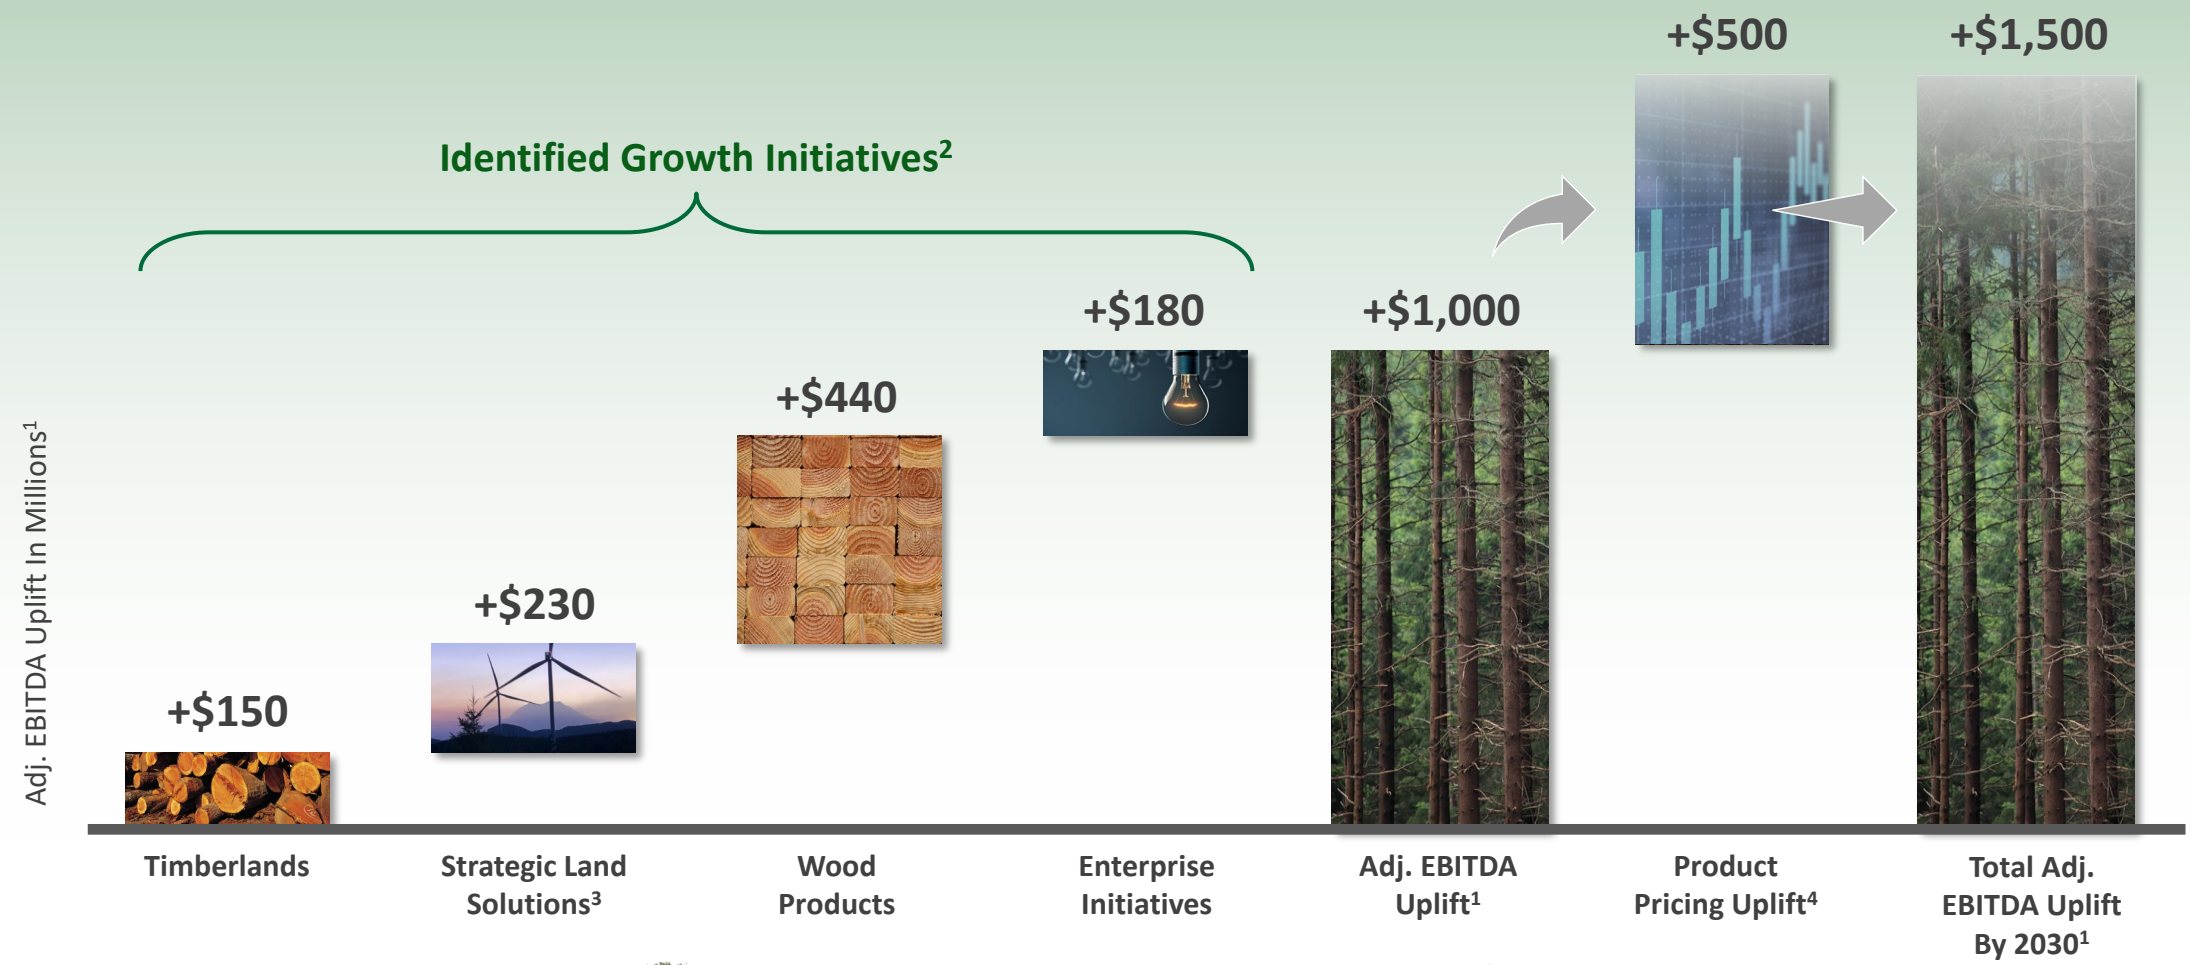 +$500
+$1,500
Identified Growth Initiatives²
+$180
+$1,000
+$440
+$230
+$150
Adj. EBITDA Uplift In Millions¹
Timberlands
Strategic Land
Solutions³
Wood
Products
Enterprise
Initiatives
Adj. EBITDA
Uplift¹
Product
Pricing Uplift⁴
Total Adj.
EBITDA Uplift
By 2030¹